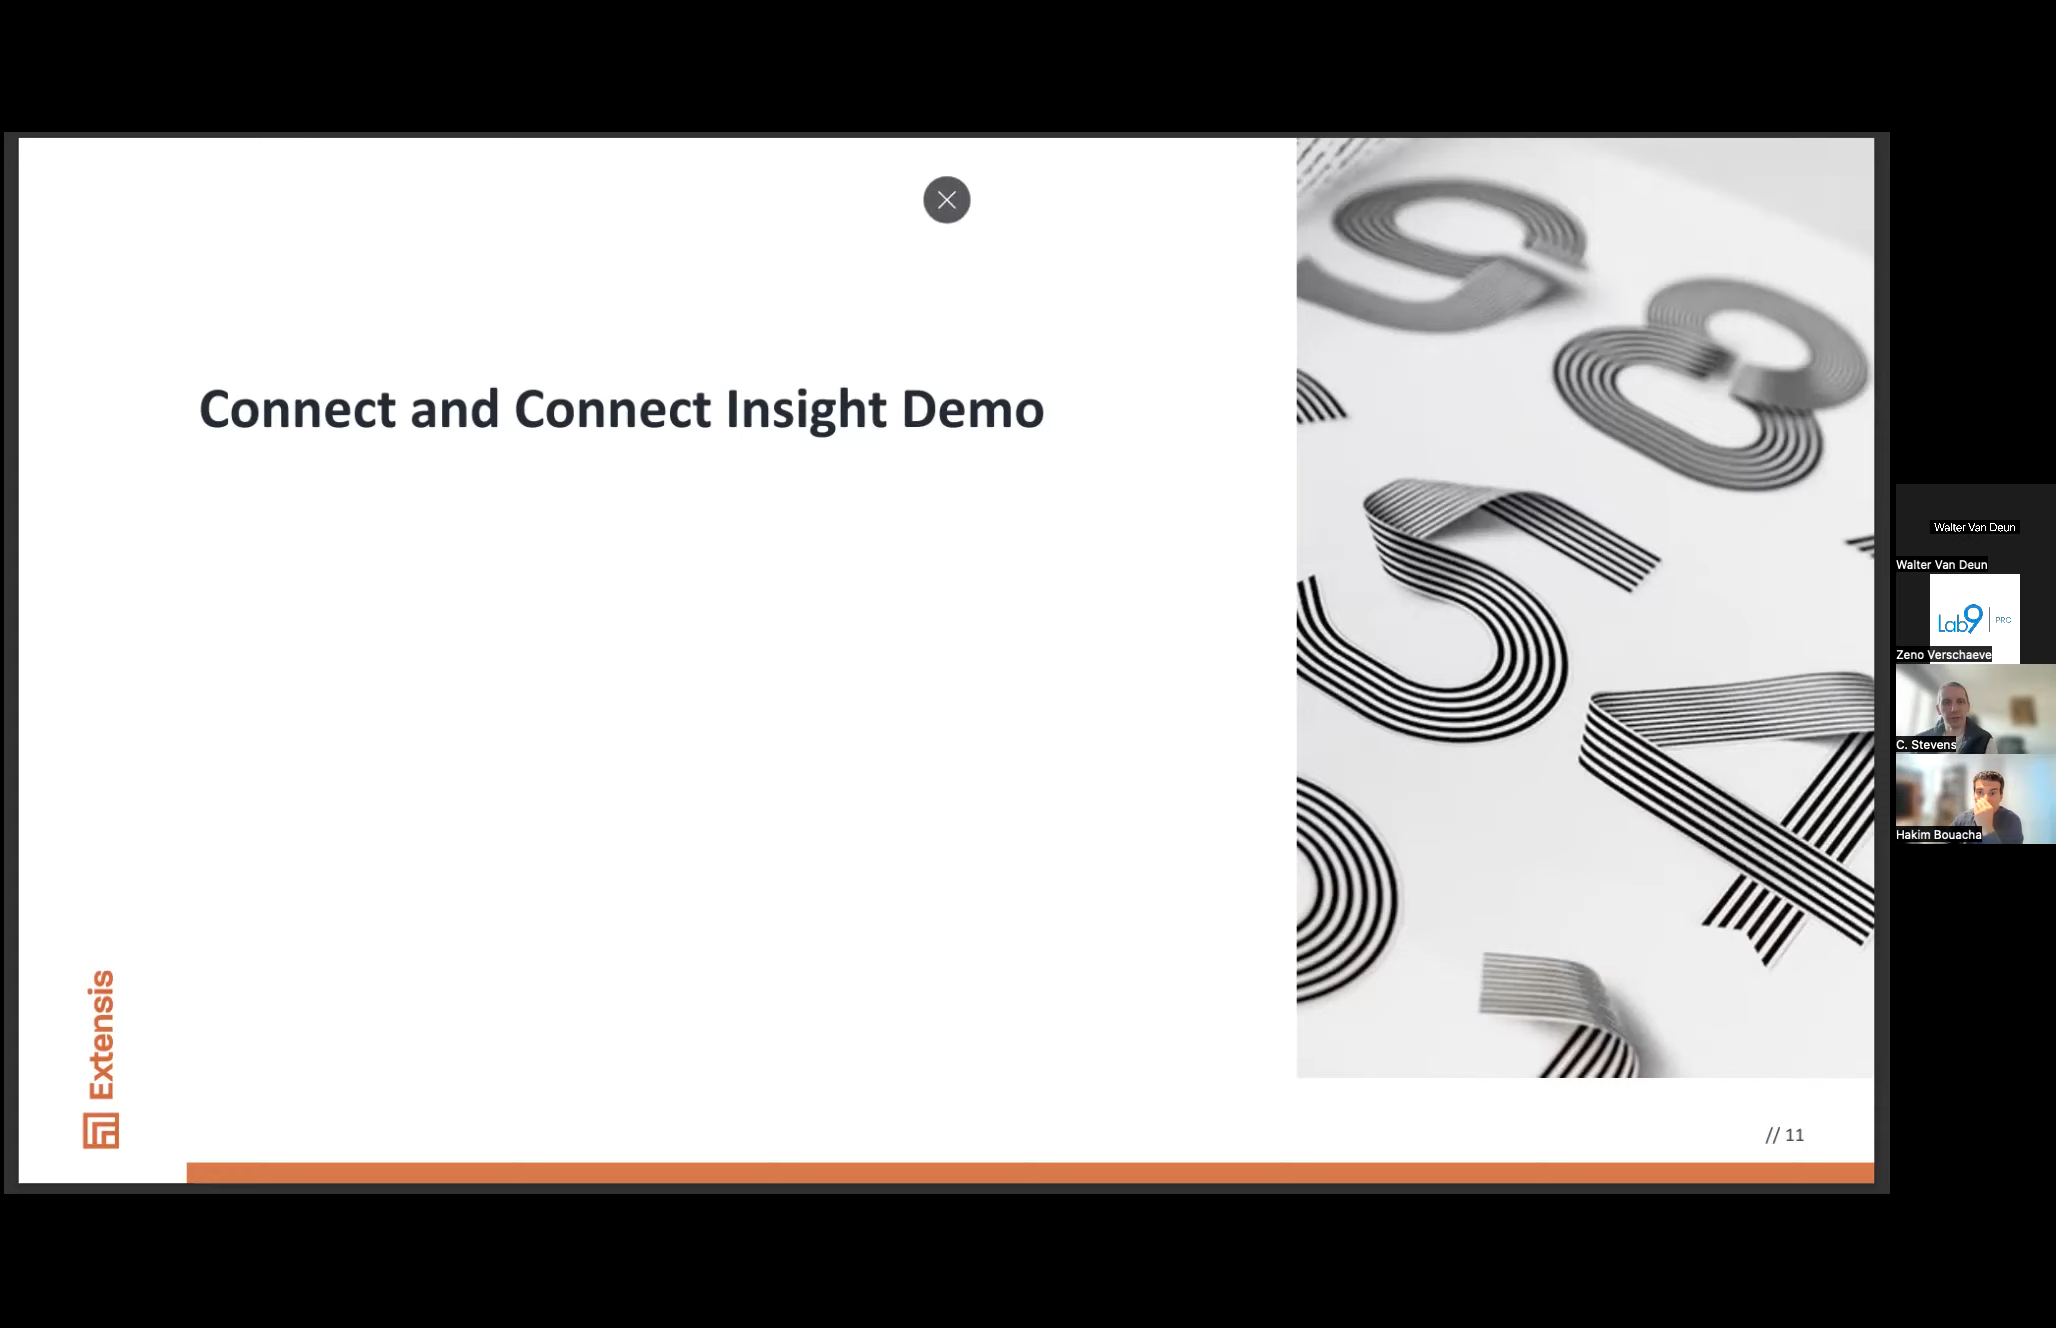 Connect and Connect Insight Demo
Extensis
// 11
Walter Van Deun
Walter Van Deun
Lab9 | PRO
Zeno Verschaeve
C. Stevens
Hakim Bouacha